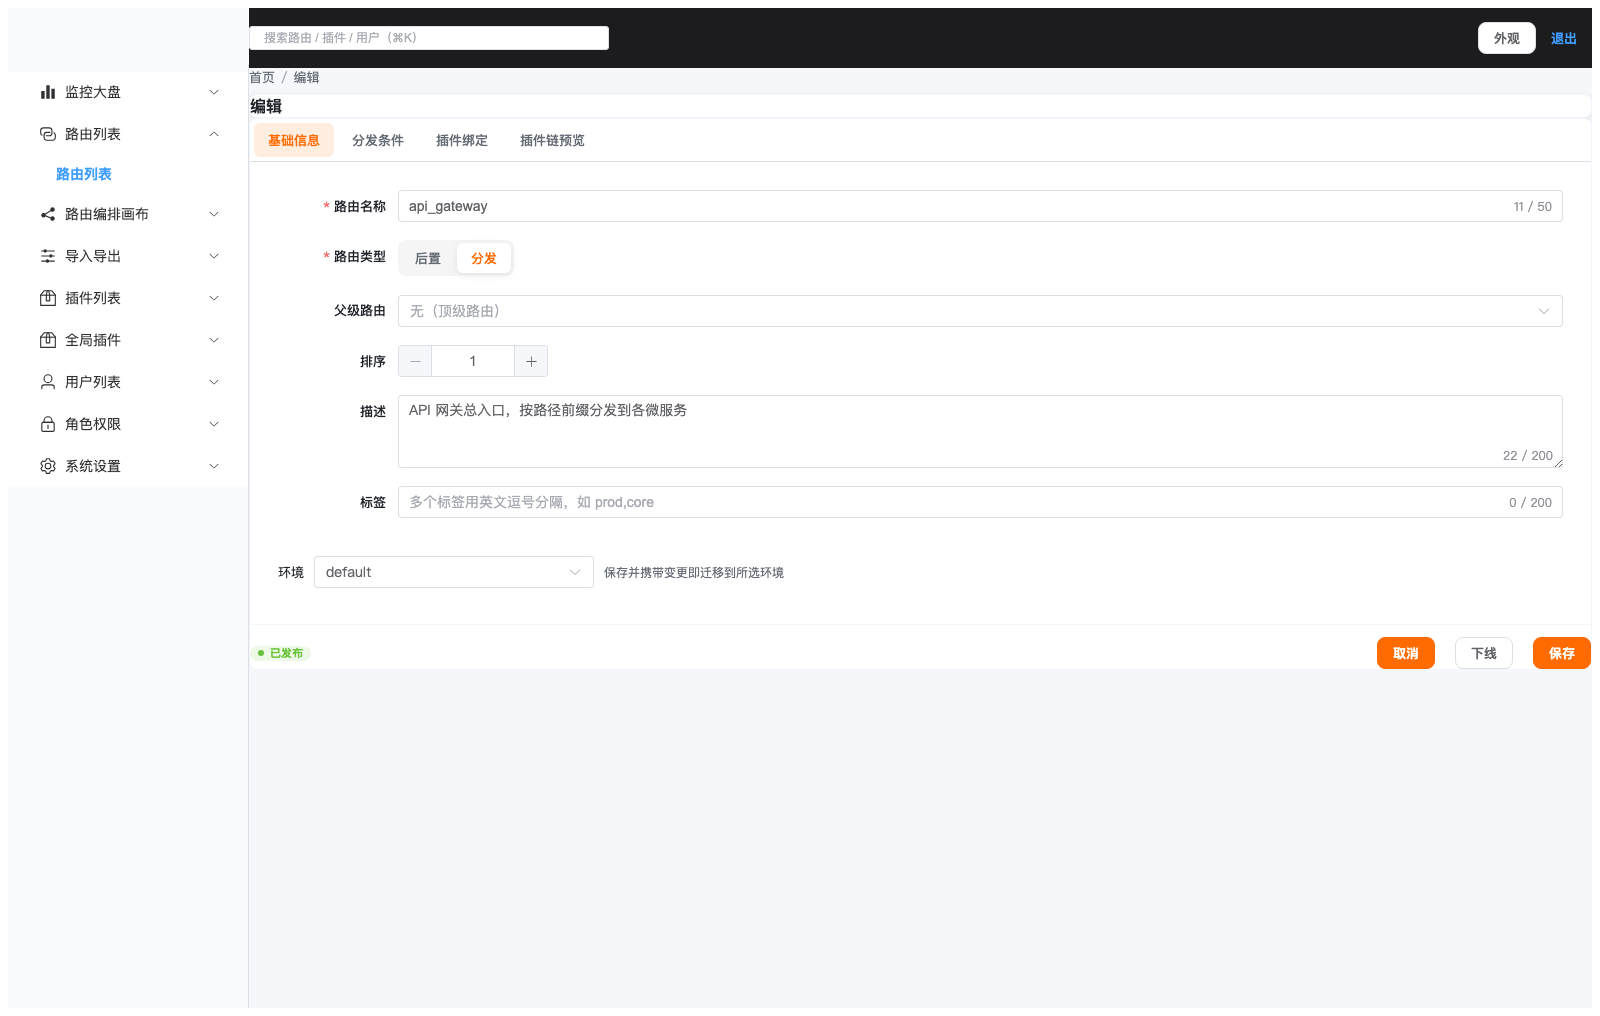 搜索路由 / 插件 / 用户（⌘K）
外观
退出
监控大盘
路由列表
路由列表
路由编排画布
导入导出
插件列表
全局插件
用户列表
角色权限
系统设置
首页 / 编辑
编辑
基础信息 分发条件 插件绑定 插件链预览
* 路由名称 api_gateway 11 / 50
* 路由类型 后置 分发
父级路由 无（顶级路由）
排序 1
描述 API 网关总入口，按路径前缀分发到各微服务
22 / 200
标签 多个标签用英文逗号分隔，如 prod,core 0 / 200
环境 default 保存并携带变更即迁移到所选环境
已发布 取消 下线 保存